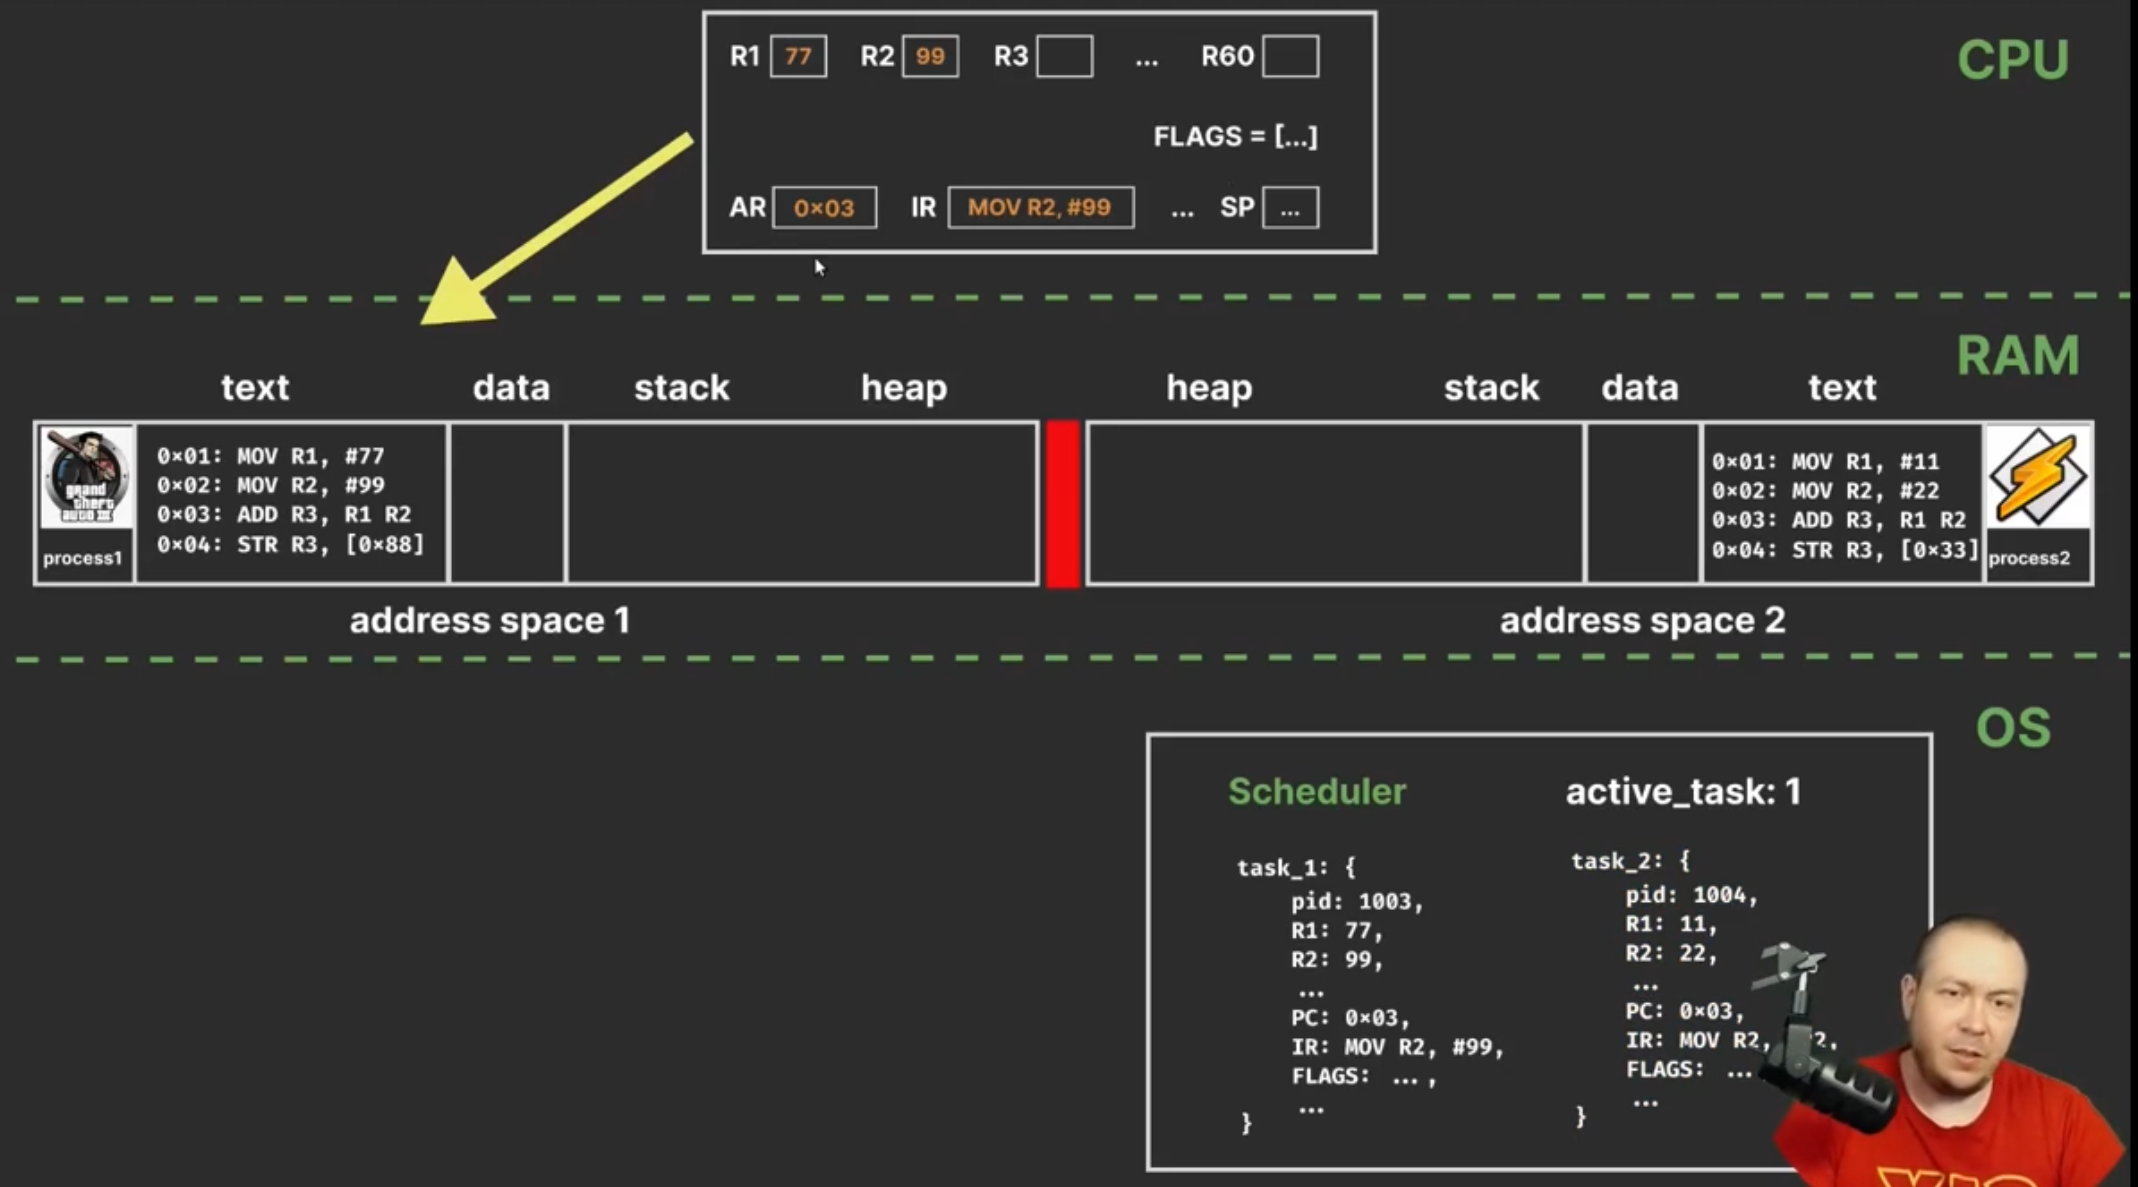 CPU
R1 77 R2 99 R3 ... R60
FLAGS = [...]
AR 0×03 IR MOV R2, #99 ... SP ...
RAM
text data stack heap heap stack data text
grand
theft
auto III
process1
0×01: MOV R1, #77
0×02: MOV R2, #99
0×03: ADD R3, R1 R2
0×04: STR R3, [0×88]
0×01: MOV R1, #11
0×02: MOV R2, #22
0×03: ADD R3, R1 R2
0×04: STR R3, [0×33]
process2
address space 1 address space 2
OS
Scheduler active_task: 1
task_1: {
pid: 1003,
R1: 77,
R2: 99,
...
PC: 0×03,
IR: MOV R2, #99,
FLAGS: ... ,
...
}
task_2: {
pid: 1004,
R1: 11,
R2: 22,
...
PC: 0×03,
IR: MOV R2,
FLAGS: ...
...
}